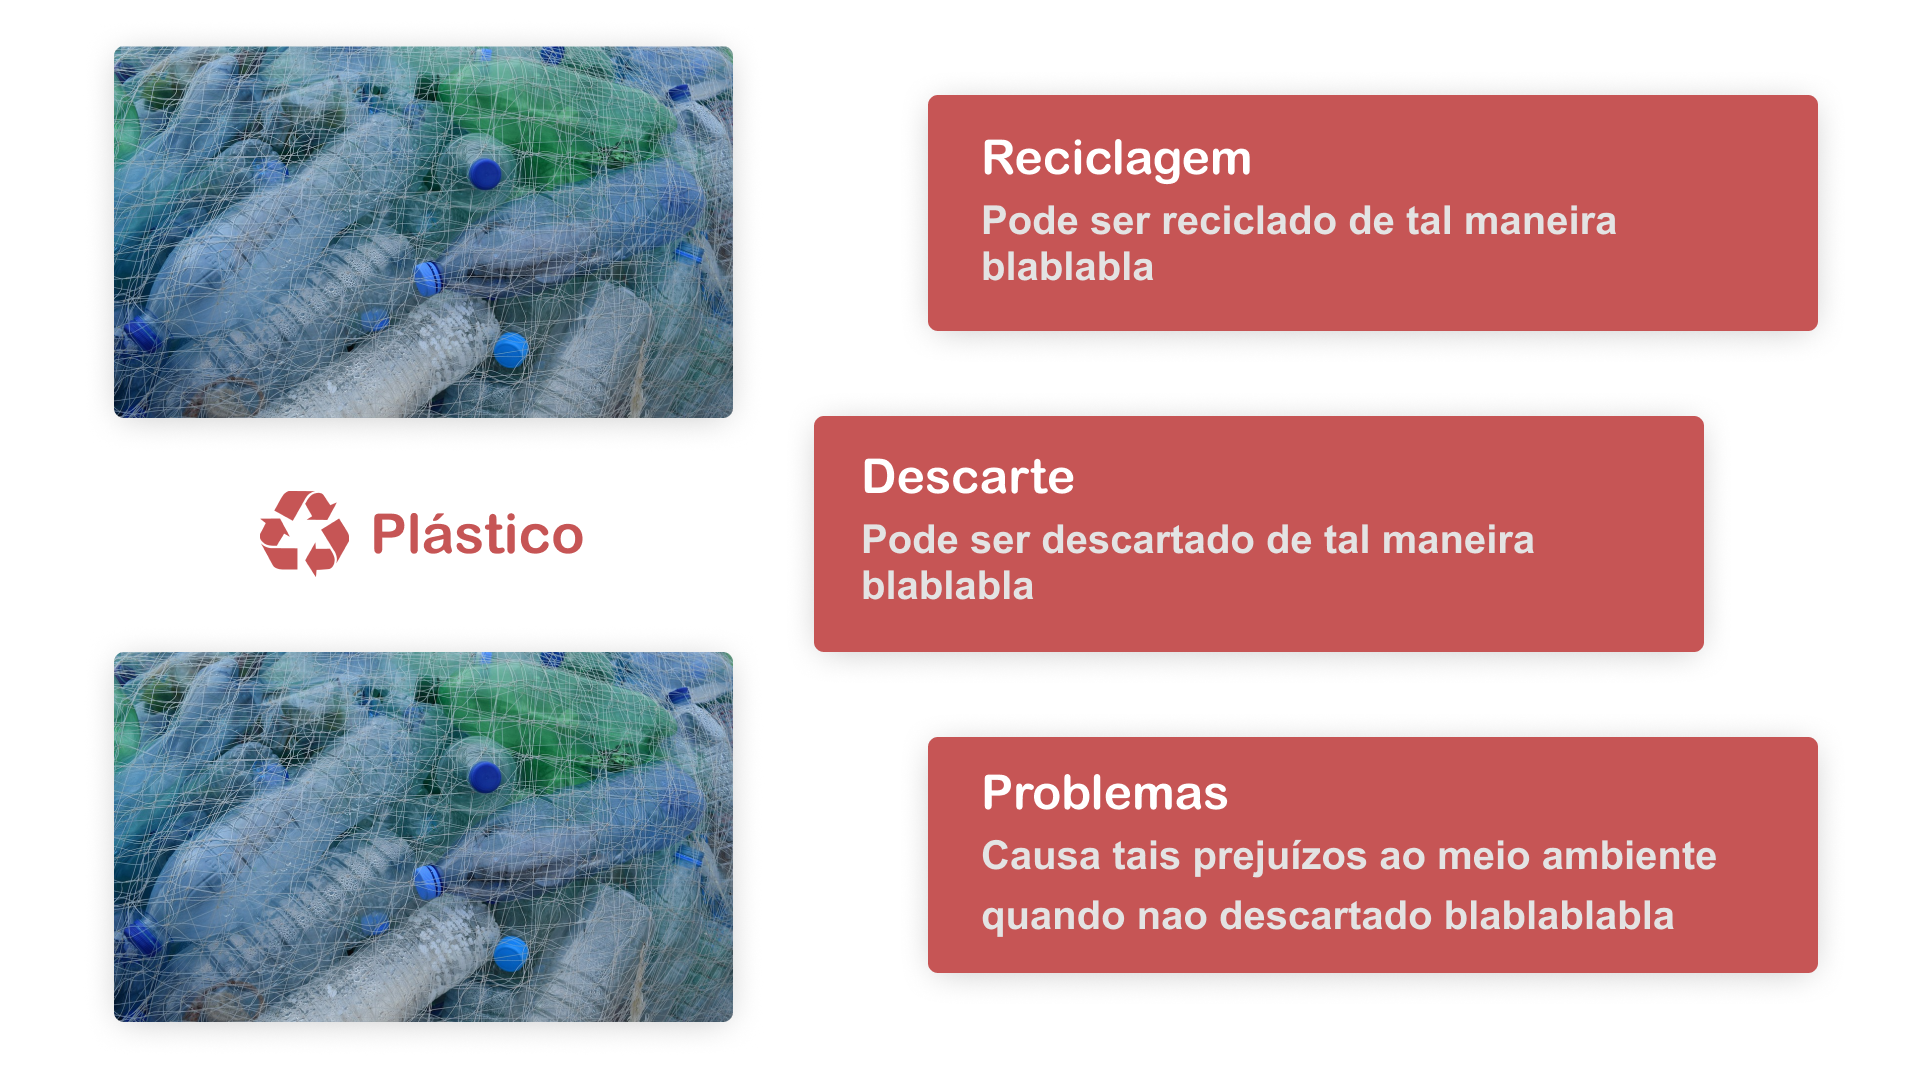 Plástico
Reciclagem
Pode ser reciclado de tal maneira
blablabla
Descarte
Pode ser descartado de tal maneira
blablabla
Problemas
Causa tais prejuízos ao meio ambiente
quando nao descartado blablablabla